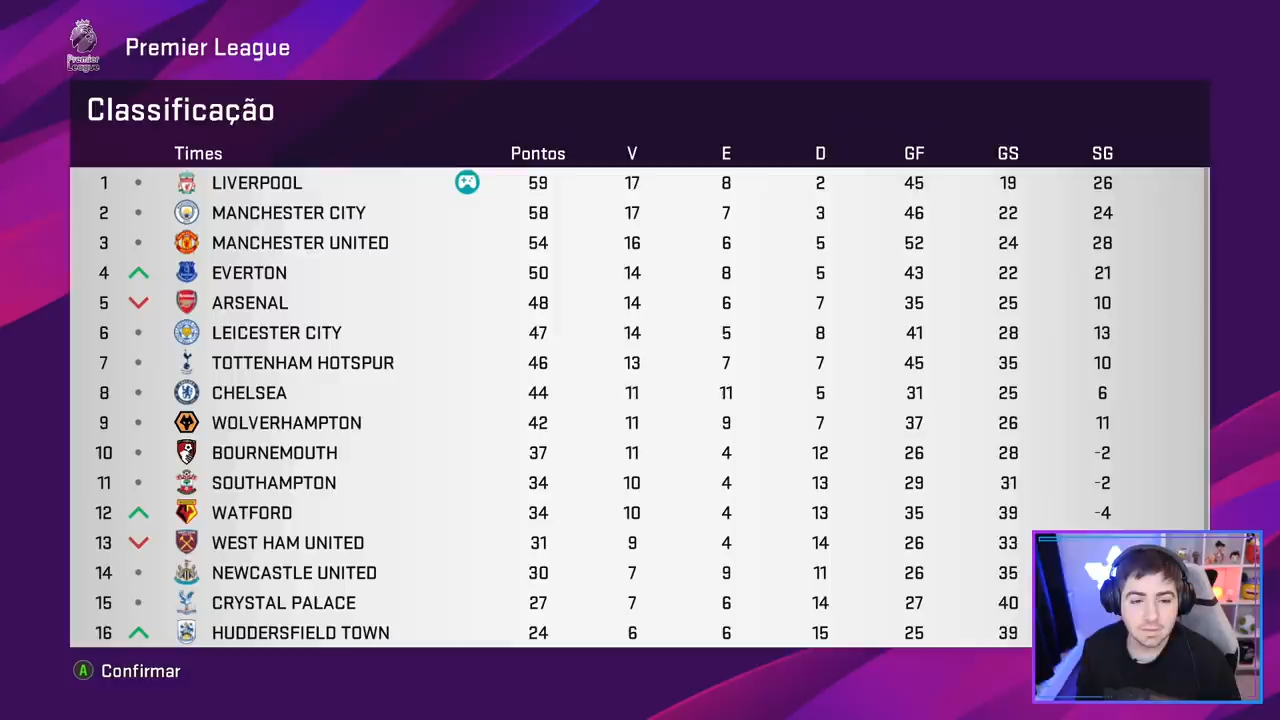 Premier League
Premier League
Classificação
Times Pontos V E D GF GS SG
1 LIVERPOOL 59 17 8 2 45 19 26
2 MANCHESTER CITY 58 17 7 3 46 22 24
3 MANCHESTER UNITED 54 16 6 5 52 24 28
4 EVERTON 50 14 8 5 43 22 21
5 ARSENAL 48 14 6 7 35 25 10
6 LEICESTER CITY 47 14 5 8 41 28 13
7 TOTTENHAM HOTSPUR 46 13 7 7 45 35 10
8 CHELSEA 44 11 11 5 31 25 6
9 WOLVERHAMPTON 42 11 9 7 37 26 11
10 BOURNEMOUTH 37 11 4 12 26 28 -2
11 SOUTHAMPTON 34 10 4 13 29 31 -2
12 WATFORD 34 10 4 13 35 39 -4
13 WEST HAM UNITED 31 9 4 14 26 33
14 NEWCASTLE UNITED 30 7 9 11 26 35
15 CRYSTAL PALACE 27 7 6 14 27 40
16 HUDDERSFIELD TOWN 24 6 6 15 25 39
A Confirmar